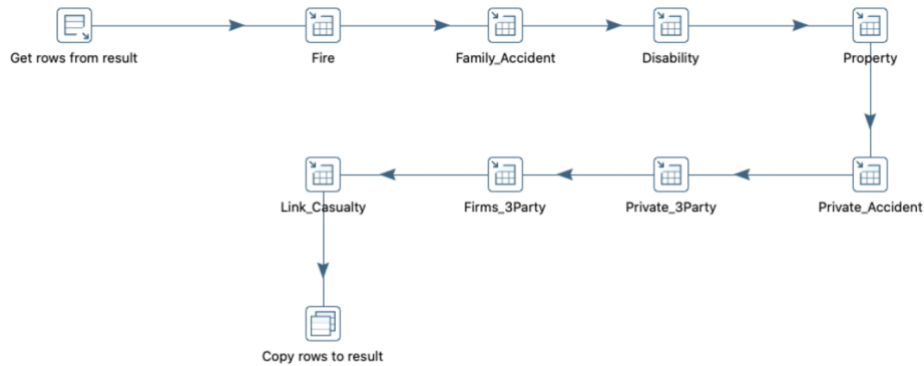 Get rows from result
Fire
Family_Accident
Disability
Property
Link_Casualty
Firms_3Party
Private_3Party
Private_Accident
Copy rows to result